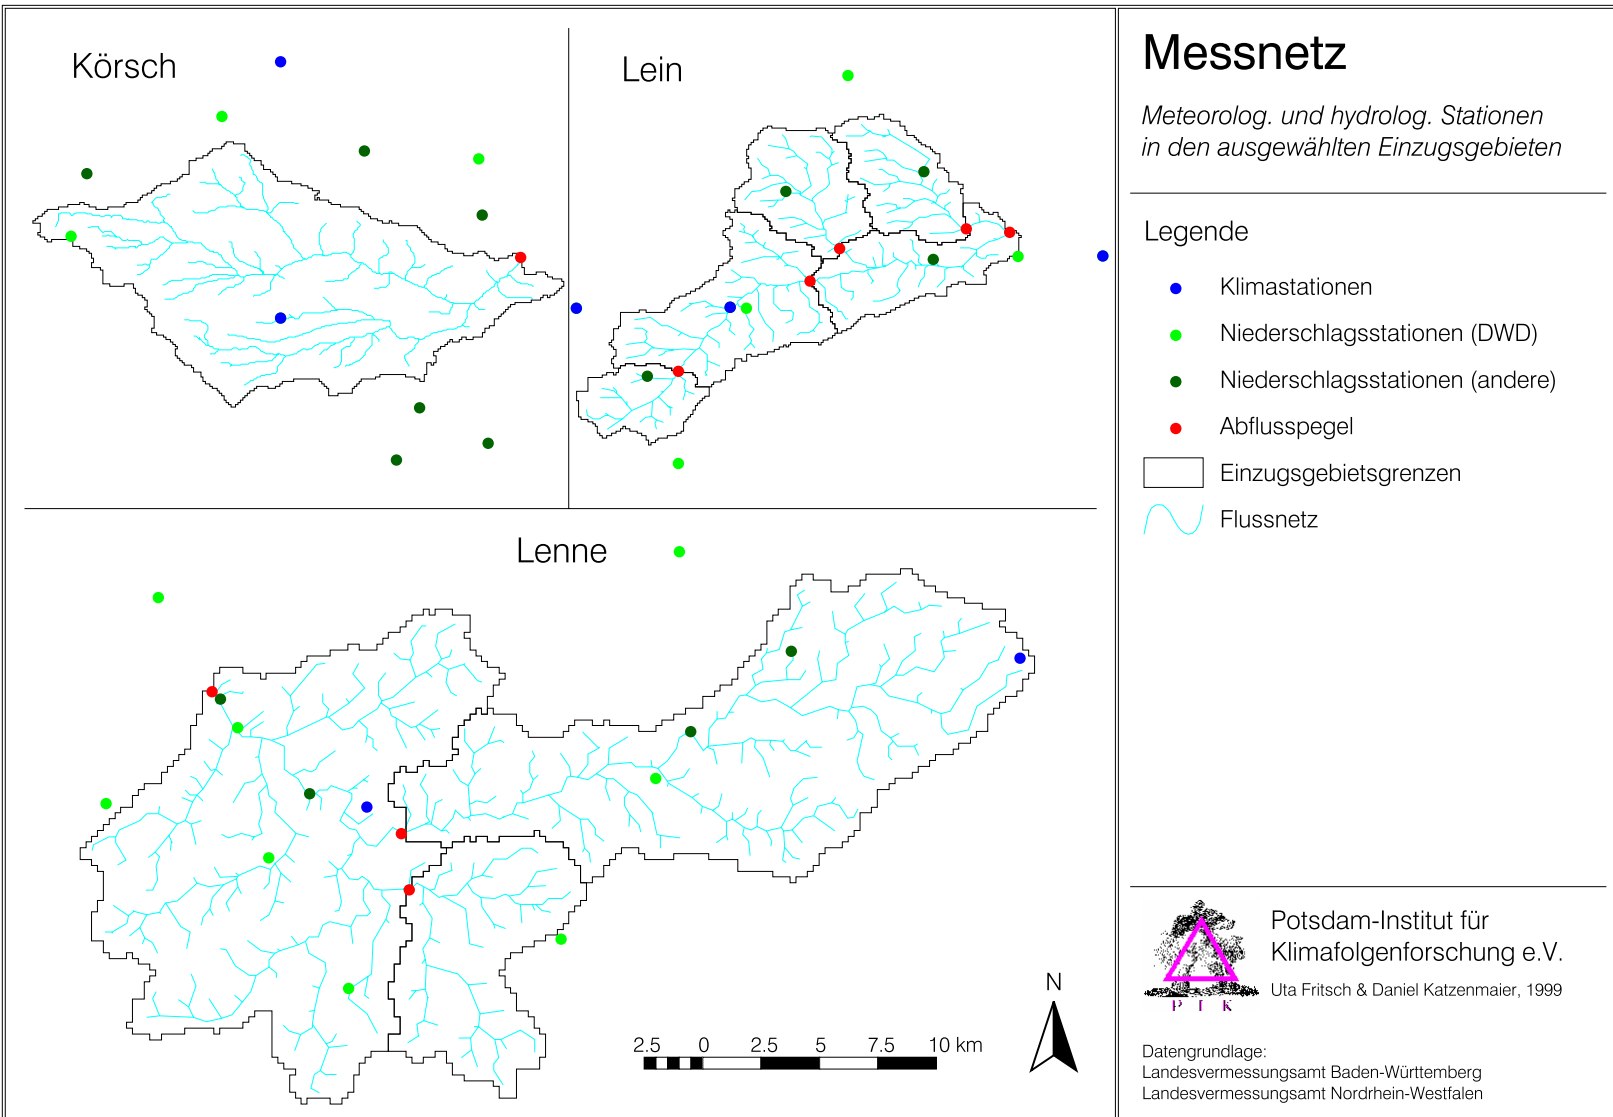 Körsch
Lein
Lenne
2.5 0 2.5 5 7.5 10 km
N
Messnetz
Meteorolog. und hydrolog. Stationen
in den ausgewählten Einzugsgebieten
Legende
Klimastationen
Niederschlagsstationen (DWD)
Niederschlagsstationen (andere)
Abflusspegel
Einzugsgebietsgrenzen
Flussnetz
P I K
Potsdam-Institut für
Klimafolgenforschung e.V.
Uta Fritsch & Daniel Katzenmaier, 1999
Datengrundlage:
Landesvermessungsamt Baden-Württemberg
Landesvermessungsamt Nordrhein-Westfalen